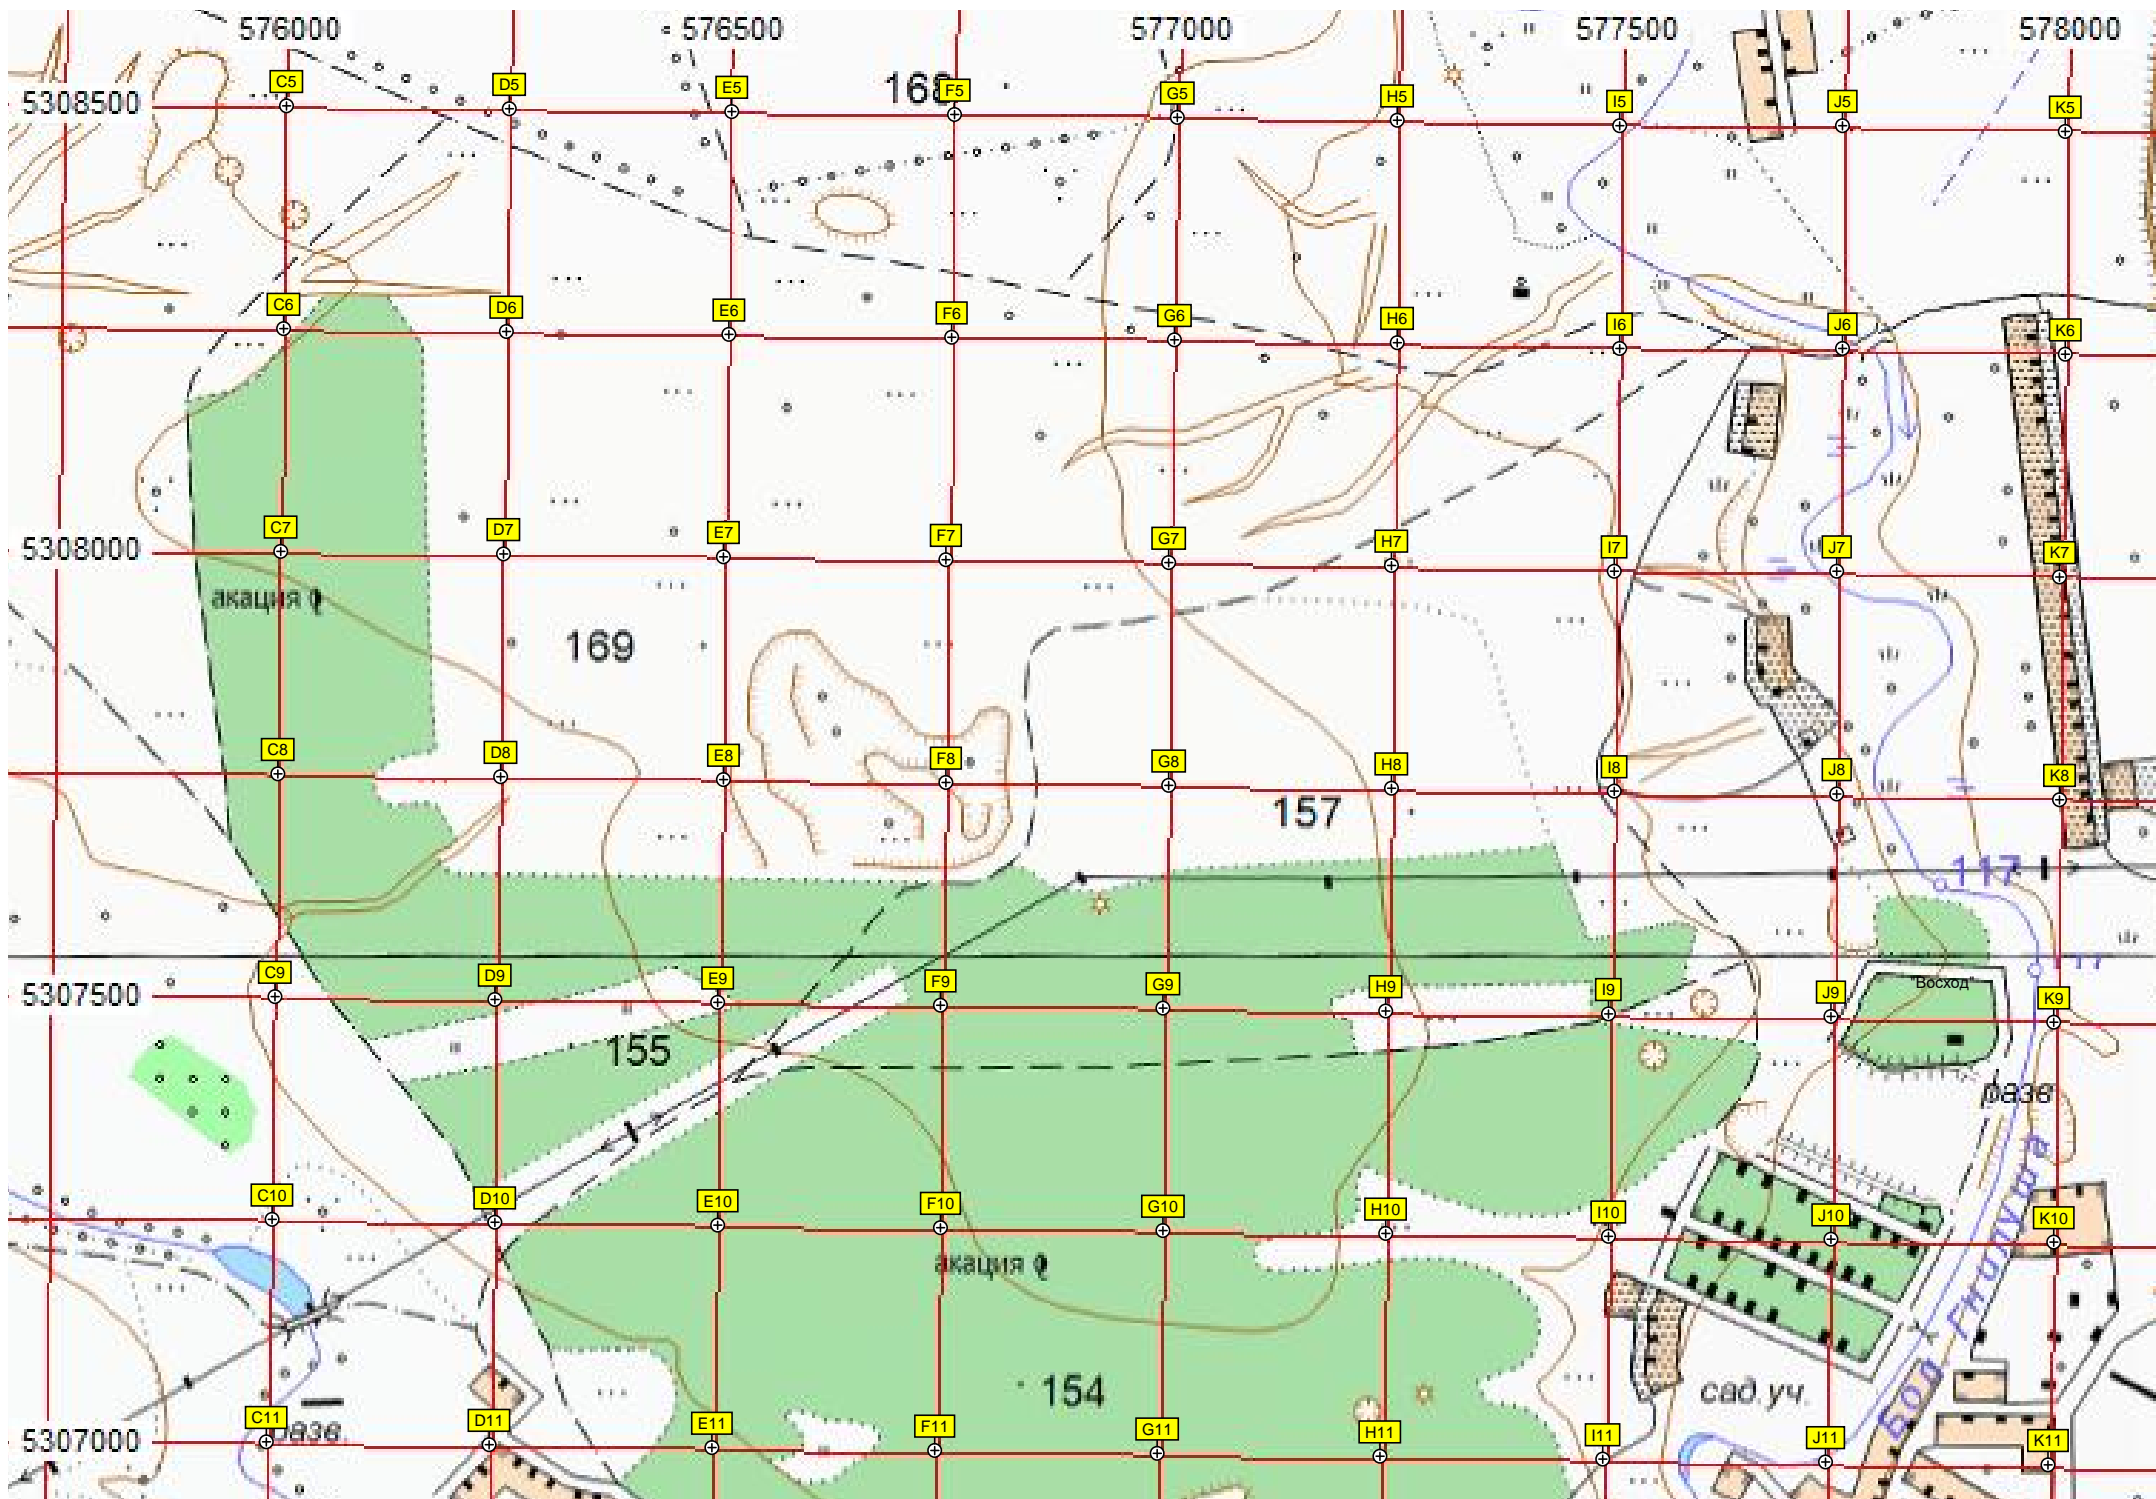 576000 576500 577000 577500 578000
168
5308500
C5 D5 E5 F5 G5 H5 I5 J5 K5
C6 D6 E6 F6 G6 H6 I6 J6 K6
5308000
C7 D7 E7 F7 G7 H7 I7 J7 K7
акация
169
C8 D8 E8 F8 G8 H8 I8 J8 K8
157
117
C9 D9 E9 F9 G9 H9 I9 J9 K9
5307500
"Восход"
155
разв
C10 D10 E10 F10 G10 H10 I10 J10 K10
акация
Вод Гнилуша
154
сад.уч.
C11 D11 E11 F11 G11 H11 I11 J11 K11
разв.
5307000